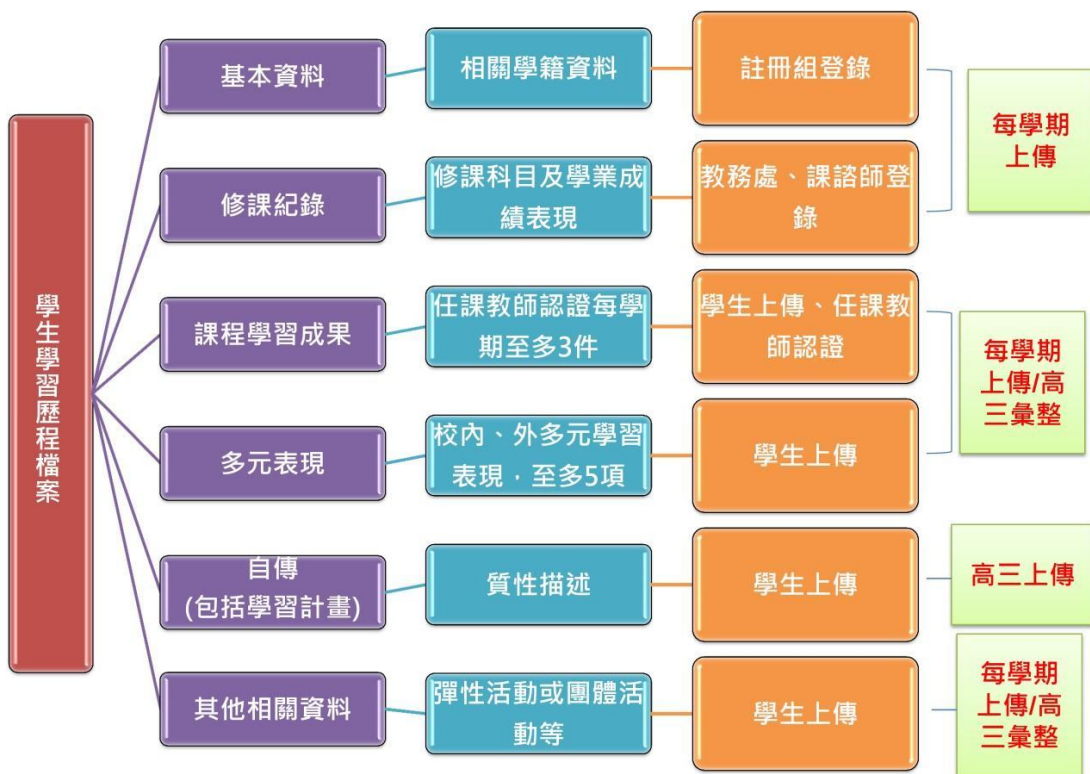 學生學習歷程檔案
基本資料
相關學籍資料
註冊組登錄
每學期
上傳
修課紀錄
修課科目及學業成
績表現
教務處、課諮師登
錄
課程學習成果
任課教師認證每學
期至多3件
學生上傳、任課教
師認證
每學期
上傳/高
三彙整
多元表現
校內、外多元學習
表現，至多5項
學生上傳
自傳
(包括學習計畫)
質性描述
學生上傳
高三上傳
其他相關資料
彈性活動或團體活
動等
學生上傳
每學期
上傳/高
三彙整